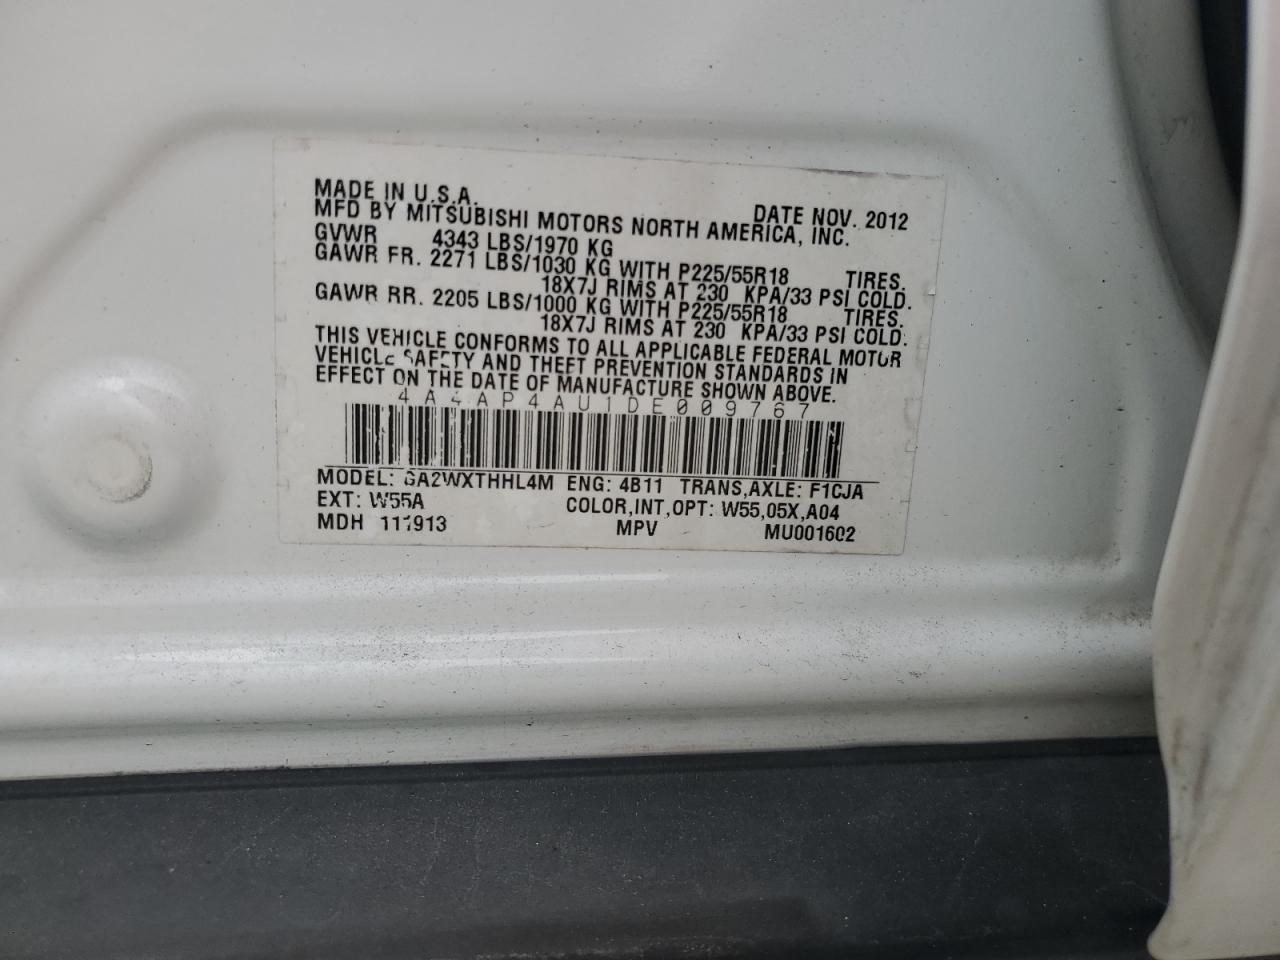 MADE IN U.S.A. DATE NOV. 2012
MFD BY MITSUBISHI MOTORS NORTH AMERICA, INC.
GVWR 4343 LBS/1970 KG
GAWR FR. 2271 LBS/1030 KG WITH P225/55R18 TIRES.
18X7J RIMS AT 230 KPA/33 PSI COLD.
GAWR RR. 2205 LBS/1000 KG WITH P225/55R18 TIRES.
18X7J RIMS AT 230 KPA/33 PSI COLD.
THIS VEHICLE CONFORMS TO ALL APPLICABLE FEDERAL MOTOR
VEHICLE SAFETY AND THEFT PREVENTION STANDARDS IN
EFFECT ON THE DATE OF MANUFACTURE SHOWN ABOVE.
4A4AP4AU1DE009767
MODEL: GA2WXTHHL4M ENG: 4B11 TRANS,AXLE: F1CJA
EXT: W55A COLOR,INT,OPT: W55,05X,A04
MDH 111913 MPV MU001602